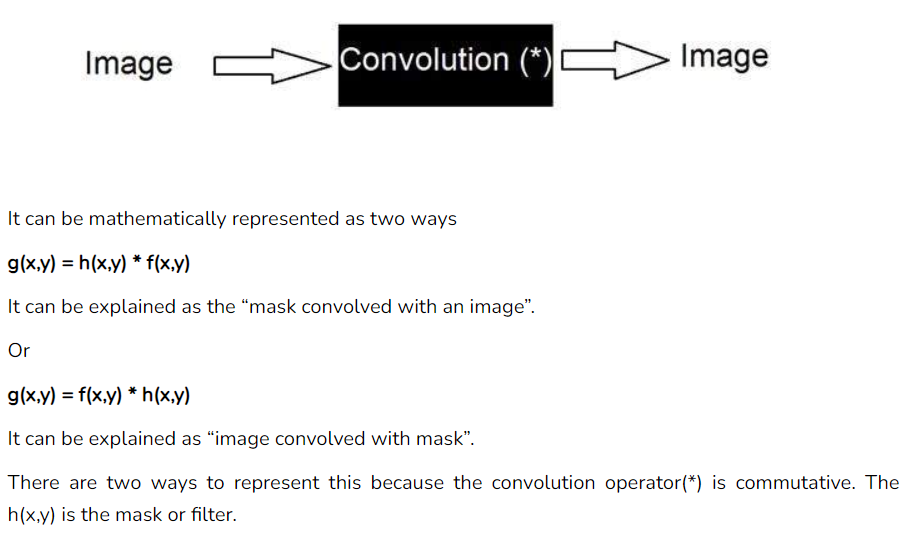 Image
Convolution (*)
Image
It can be mathematically represented as two ways
g(x,y) = h(x,y) * f(x,y)
It can be explained as the “mask convolved with an image”.
Or
g(x,y) = f(x,y) * h(x,y)
It can be explained as “image convolved with mask”.
There are two ways to represent this because the convolution operator(*) is commutative. The
h(x,y) is the mask or filter.